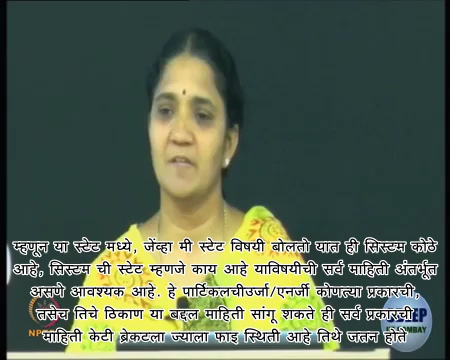 म्हणून या स्टेट मध्ये, जेंव्हा मी स्टेट विषयी बोलतो यात ही सिस्टम कोठे
आहे, सिस्टम ची स्टेट म्हणजे काय आहे याविषयीची सर्व माहिती अंतर्भूत
असणे आवश्यक आहे. हे पार्टिकलचीउर्जा/एनर्जी कोणत्या प्रकारची,
तसेच तिचे ठिकाण या बद्दल माहिती सांगू शकते ही सर्व प्रकारची
माहिती केटी ब्रेकटला ज्याला फाइ स्थिती आहे तिथे जतन होते